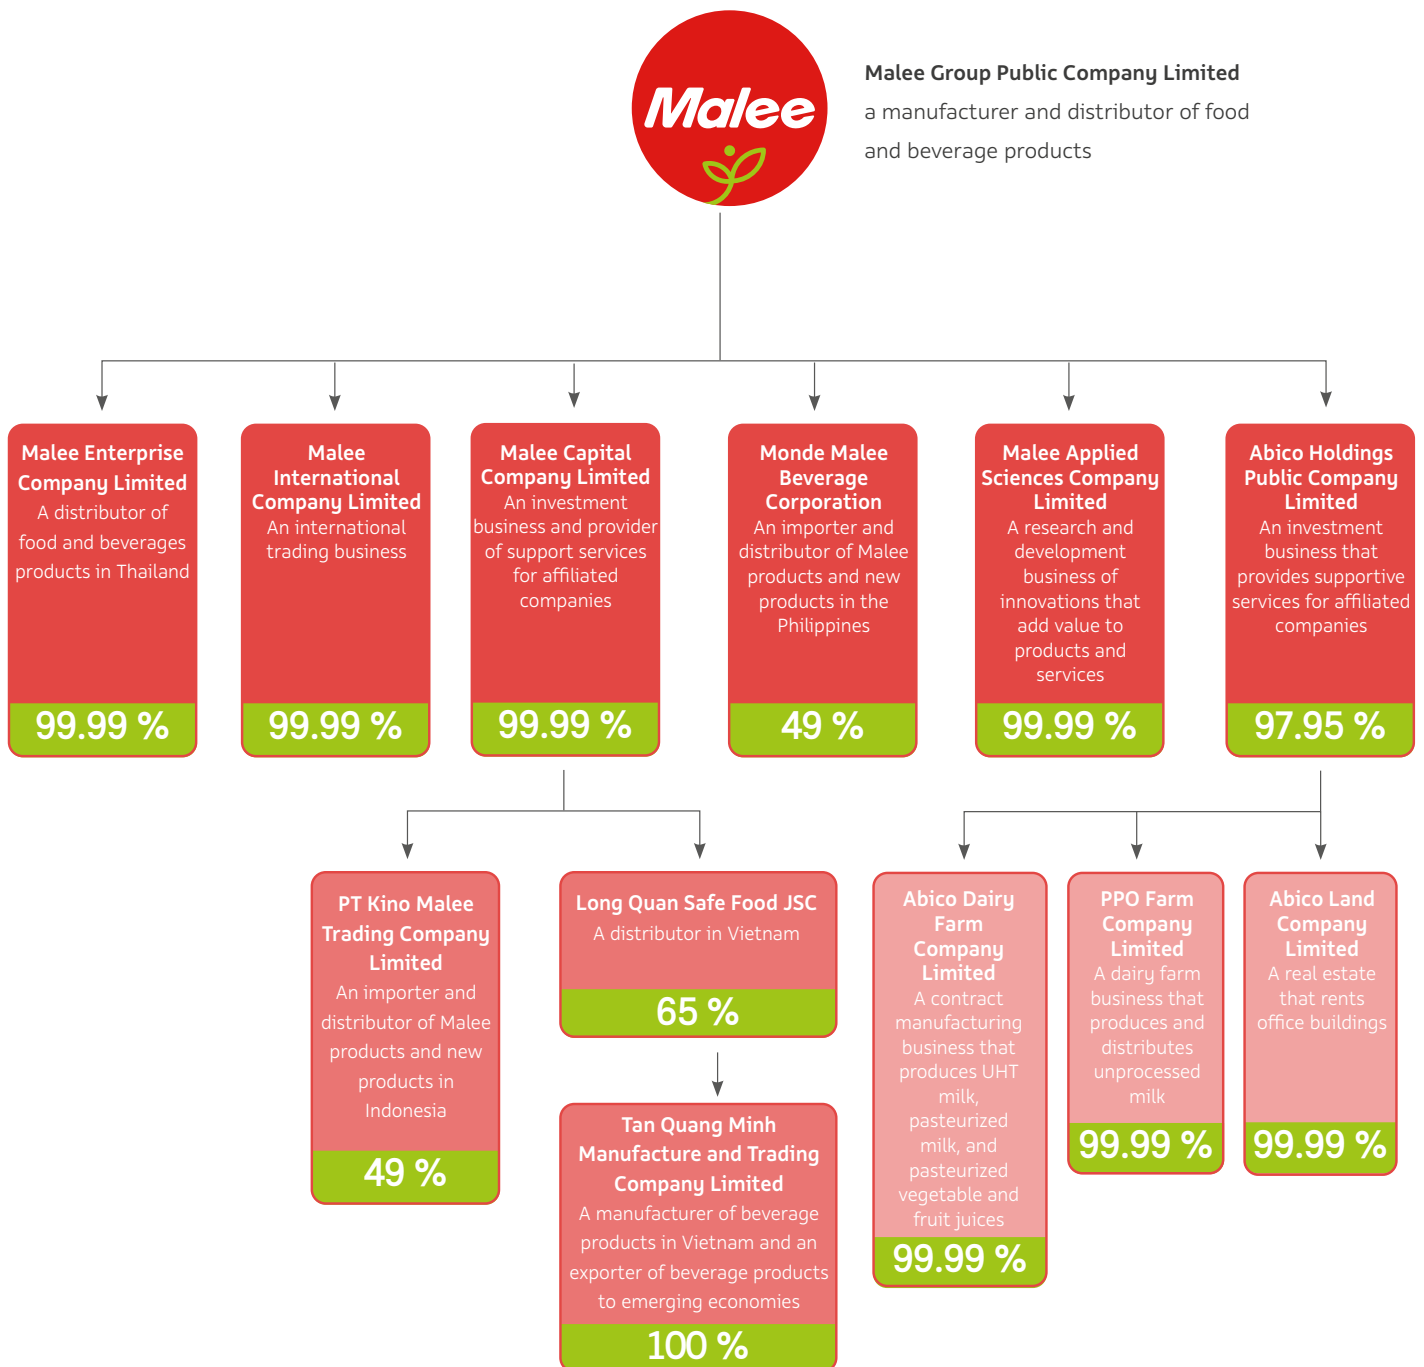 Malee
Malee Group Public Company Limited
a manufacturer and distributor of food
and beverage products
Malee Enterprise
Company Limited
A distributor of
food and beverages
products in Thailand
99.99 %
Malee
International
Company Limited
An international
trading business
99.99 %
Malee Capital
Company Limited
An investment
business and provider
of support services
for affiliated
companies
99.99 %
Monde Malee
Beverage
Corporation
An importer and
distributor of Malee
products and new
products in the
Philippines
49 %
Malee Applied
Sciences Company
Limited
A research and
development
business of
innovations that
add value to
products and
services
99.99 %
Abico Holdings
Public Company
Limited
An investment
business that
provides supportive
services for affiliated
companies
97.95 %
PT Kino Malee
Trading Company
Limited
An importer and
distributor of Malee
products and new
products in
Indonesia
49 %
Long Quan Safe Food JSC
A distributor in Vietnam
65 %
Tan Quang Minh
Manufacture and Trading
Company Limited
A manufacturer of beverage
products in Vietnam and an
exporter of beverage products
to emerging economies
100 %
Abico Dairy
Farm
Company
Limited
A contract
manufacturing
business that
produces UHT
milk,
pasteurized
milk, and
pasteurized
vegetable and
fruit juices
99.99 %
PPO Farm
Company
Limited
A dairy farm
business that
produces and
distributes
unprocessed
milk
99.99 %
Abico Land
Company
Limited
A real estate
that rents
office buildings
99.99 %